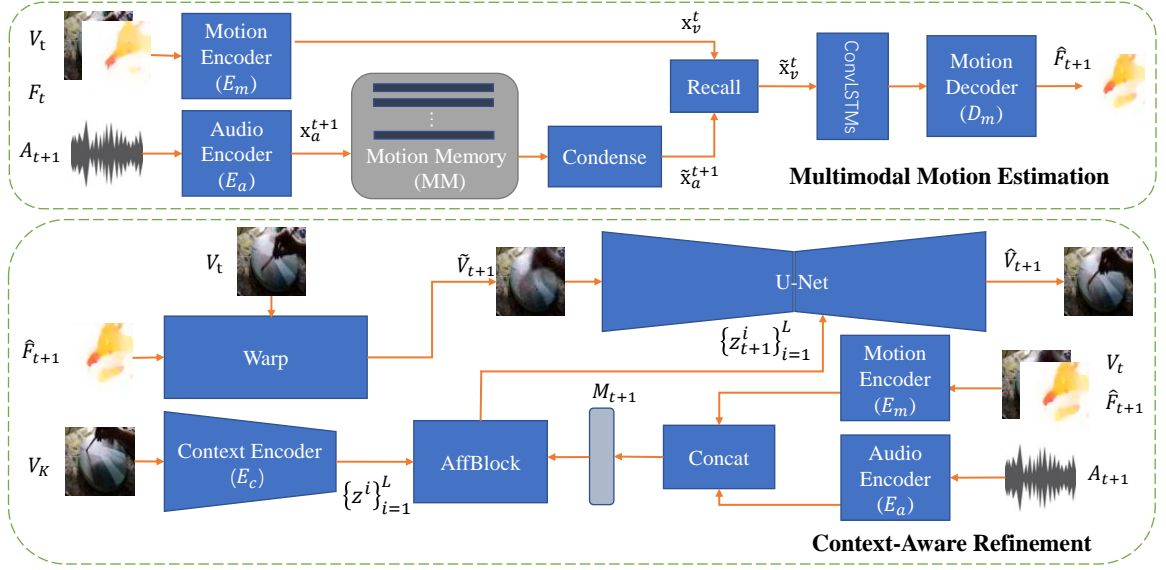 V_t
F_t
Motion
Encoder
(E_m)
x_v^t
A_{t+1}
Audio
Encoder
(E_a)
x_a^{t+1}
⋮
Motion Memory
(MM)
Condense
x̃_a^{t+1}
Recall
x̃_v^t
ConvLSTMs
Motion
Decoder
(D_m)
F̂_{t+1}
Multimodal Motion Estimation
V_t
F̂_{t+1}
Warp
Ṽ_{t+1}
U-Net
V̂_{t+1}
{z_{t+1}^i}_{i=1}^L
V_K
Context Encoder
(E_c)
{z^i}_{i=1}^L
AffBlock
M_{t+1}
Concat
Motion
Encoder
(E_m)
V_t
F̂_{t+1}
Audio
Encoder
(E_a)
A_{t+1}
Context-Aware Refinement